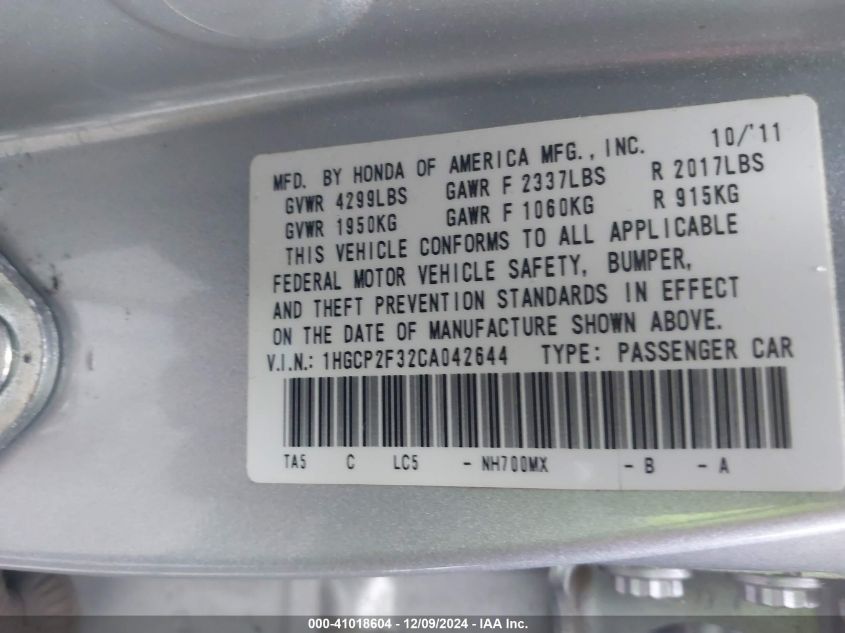 MFD. BY HONDA OF AMERICA MFG., INC. 10/'11
GVWR 4299LBS GAWR F 2337LBS R 2017LBS
GVWR 1950KG GAWR F 1060KG R 915KG
THIS VEHICLE CONFORMS TO ALL APPLICABLE
FEDERAL MOTOR VEHICLE SAFETY, BUMPER,
AND THEFT PREVENTION STANDARDS IN EFFECT
ON THE DATE OF MANUFACTURE SHOWN ABOVE.
V.I.N.: 1HGCP2F32CA042644 TYPE: PASSENGER CAR
TA5 C LC5 - NH700MX - B - A
000-41018604 - 12/09/2024 - IAA Inc.